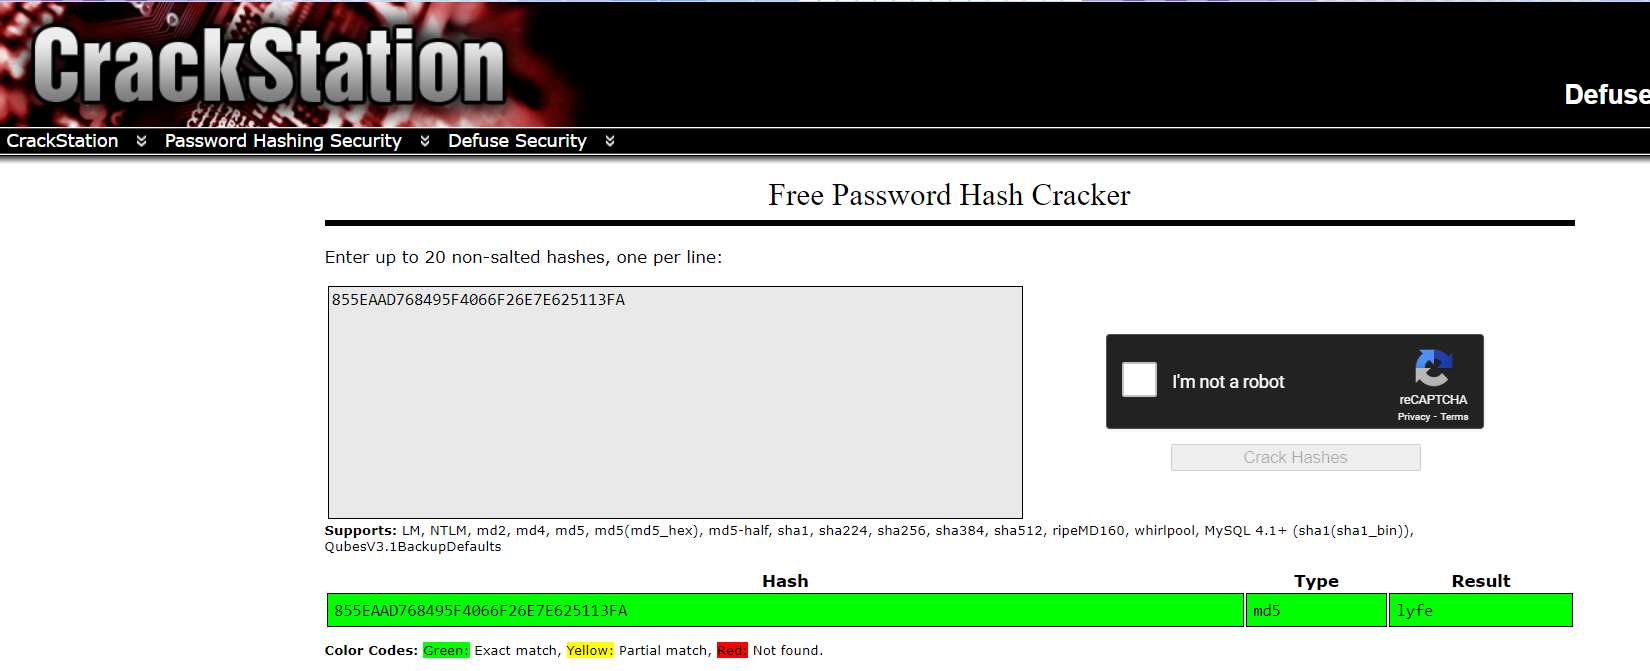 CrackStation
Defuse
CrackStation Password Hashing Security Defuse Security
Free Password Hash Cracker
Enter up to 20 non-salted hashes, one per line:
855EAAD768495F4066F26E7E625113FA
I'm not a robot
reCAPTCHA
Privacy - Terms
Crack Hashes
Supports: LM, NTLM, md2, md4, md5, md5(md5_hex), md5-half, sha1, sha224, sha256, sha384, sha512, ripeMD160, whirlpool, MySQL 4.1+ (sha1(sha1_bin)),
QubesV3.1BackupDefaults
Hash Type Result
855EAAD768495F4066F26E7E625113FA md5 lyfe
Color Codes: Green: Exact match, Yellow: Partial match, Red: Not found.